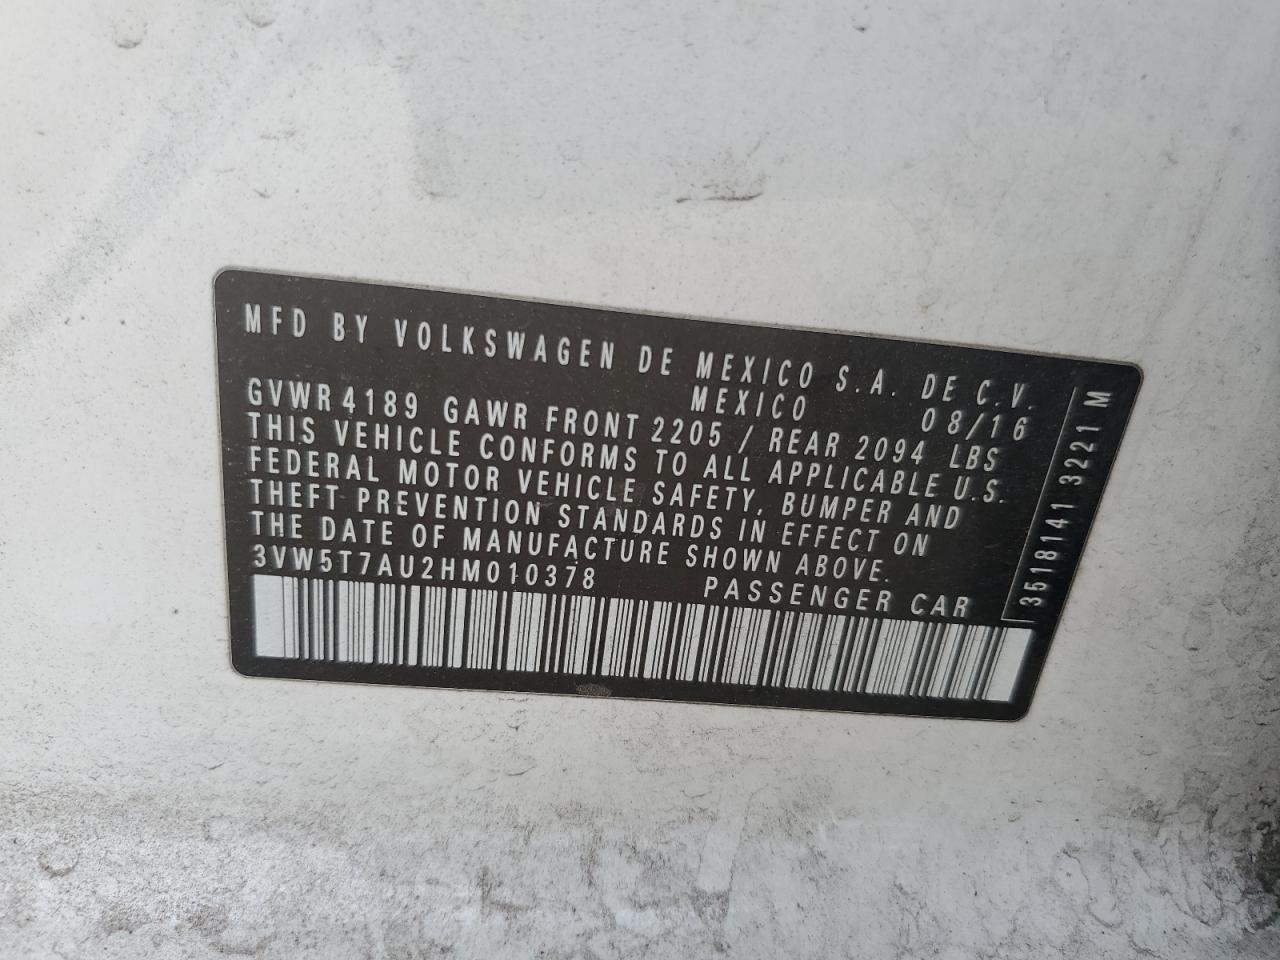 MFD BY VOLKSWAGEN DE MEXICO S.A. DE C.V.
MEXICO 08/16
GVWR 4189 GAWR FRONT 2205 / REAR 2094 LBS
THIS VEHICLE CONFORMS TO ALL APPLICABLE U.S.
FEDERAL MOTOR VEHICLE SAFETY, BUMPER AND
THEFT PREVENTION STANDARDS IN EFFECT ON
THE DATE OF MANUFACTURE SHOWN ABOVE.
3VW5T7AU2HM010378 PASSENGER CAR
3518141 3221 M